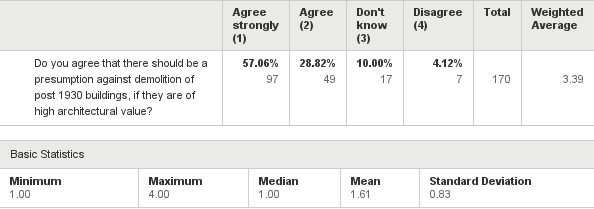 Agree strongly (1) Agree (2) Don't know (3) Disagree (4) Total Weighted Average
Do you agree that there should be a 57.06% 28.82% 10.00% 4.12%
presumption against demolition of 97 49 17 7 170 3.39
post 1930 buildings, if they are of
high architectural value?
Basic Statistics
Minimum Maximum Median Mean Standard Deviation
1.00 4.00 1.00 1.61 0.83